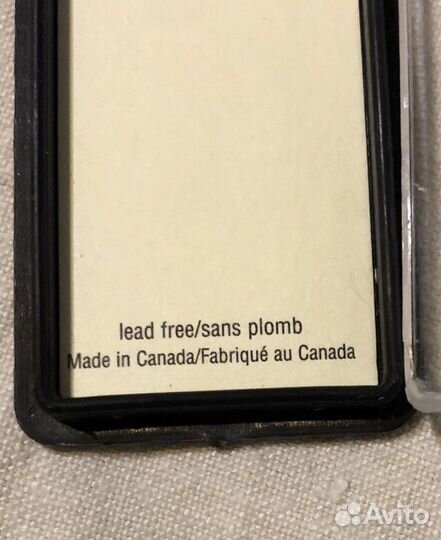 lead free/sans plomb
Made in Canada/Fabriqué au Canada
Avito